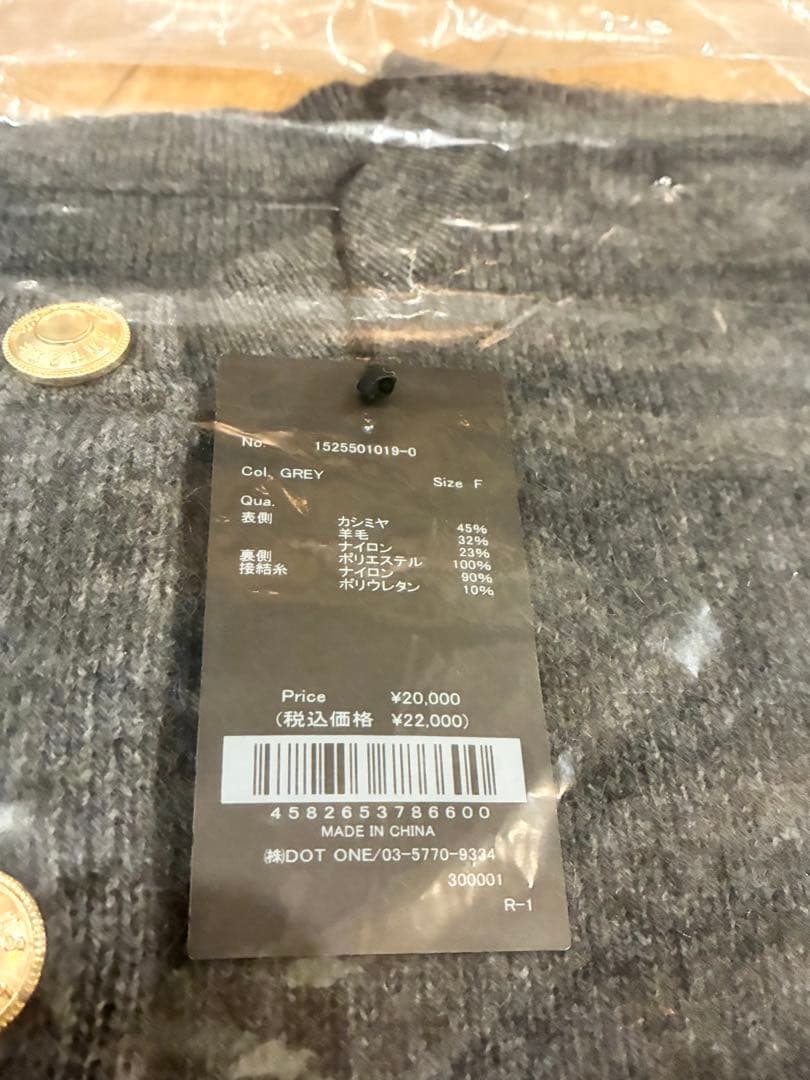 No. 1525501019-0
Col. GREY Size F
Qua.
表側 カシミヤ 45%
羊毛 32%
ナイロン 23%
裏側 ポリエステル 100%
接結糸 ナイロン 90%
ポリウレタン 10%
Price ¥20,000
(税込価格 ¥22,000)
4582653786600
MADE IN CHINA
㈱DOT ONE/03-5770-9334
300001
R-1